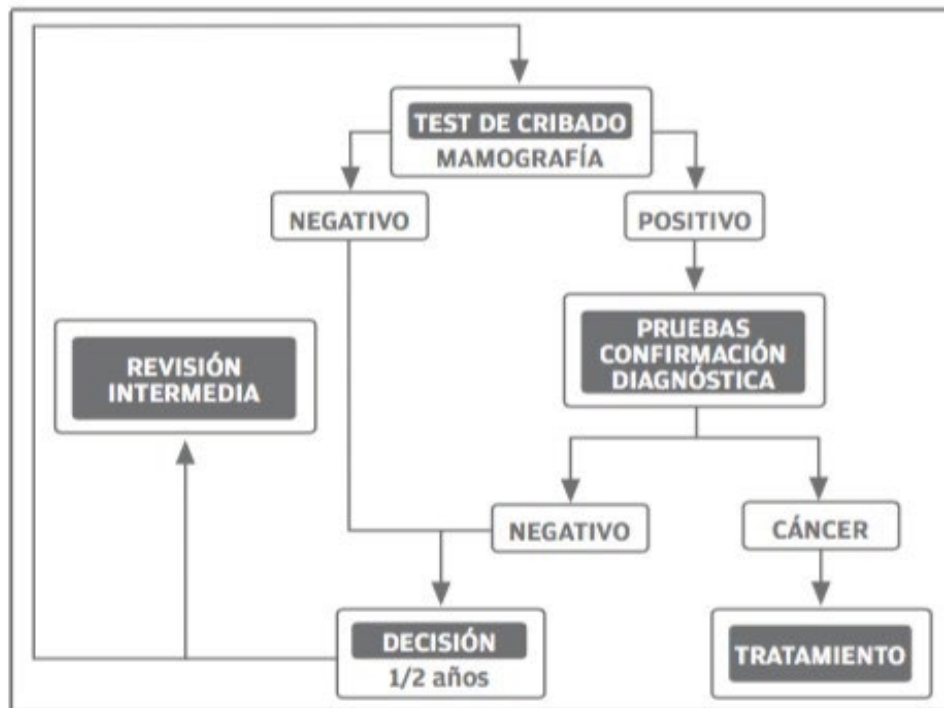 TEST DE CRIBADO
MAMOGRAFÍA
NEGATIVO
POSITIVO
PRUEBAS
CONFIRMACIÓN
DIAGNÓSTICA
REVISIÓN
INTERMEDIA
NEGATIVO
CÁNCER
DECISIÓN
1/2 años
TRATAMIENTO